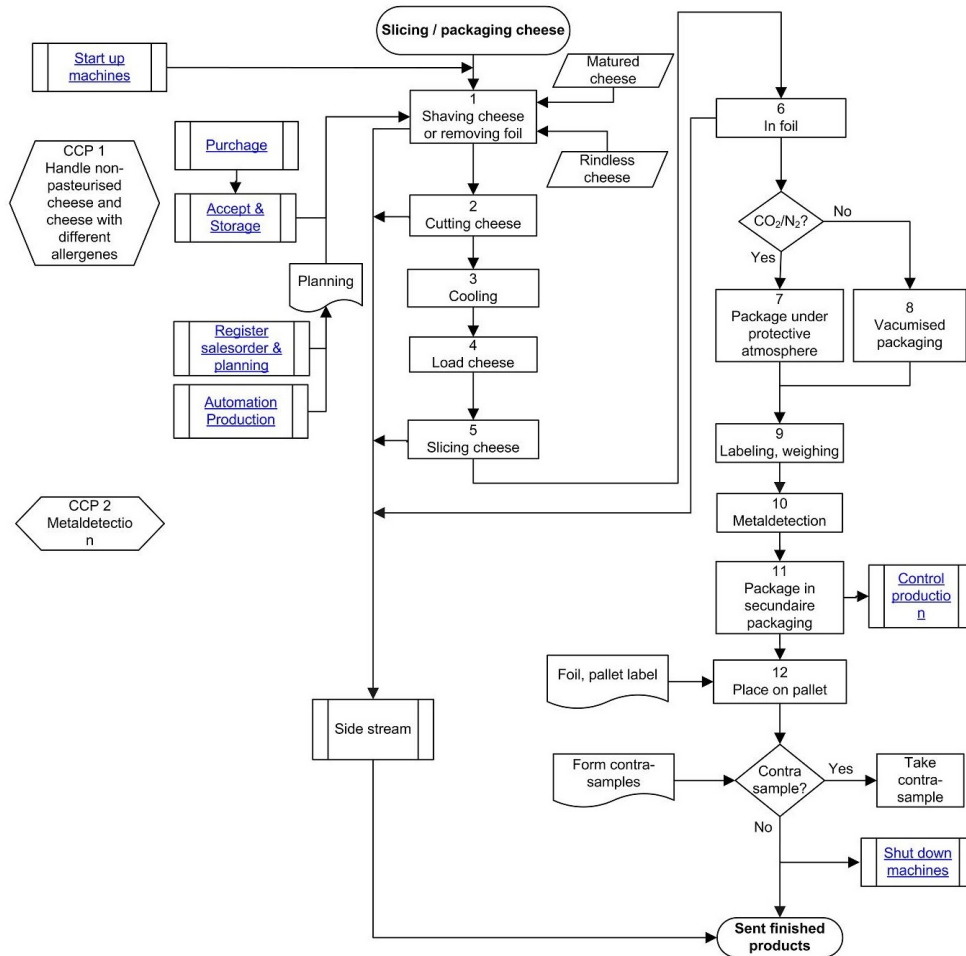 Slicing / packaging cheese
Start up
machines
Matured
cheese
1
Shaving cheese
or removing foil
6
In foil
CCP 1
Handle non-
pasteurised
cheese and
cheese with
different
allergenes
Purchage
Rindless
cheese
Accept &
Storage
2
Cutting cheese
CO₂/N₂?
No
Yes
Planning
3
Cooling
7
Package under
protective
atmosphere
8
Vacumised
packaging
Register
salesorder &
planning
4
Load cheese
Automation
Production
5
Slicing cheese
9
Labeling, weighing
CCP 2
Metaldetectio
n
10
Metaldetection
11
Package in
secundaire
packaging
Control
productio
n
Foil, pallet label
12
Place on pallet
Side stream
Form contra-
samples
Contra
sample?
Yes
Take
contra-
sample
No
Shut down
machines
Sent finished
products